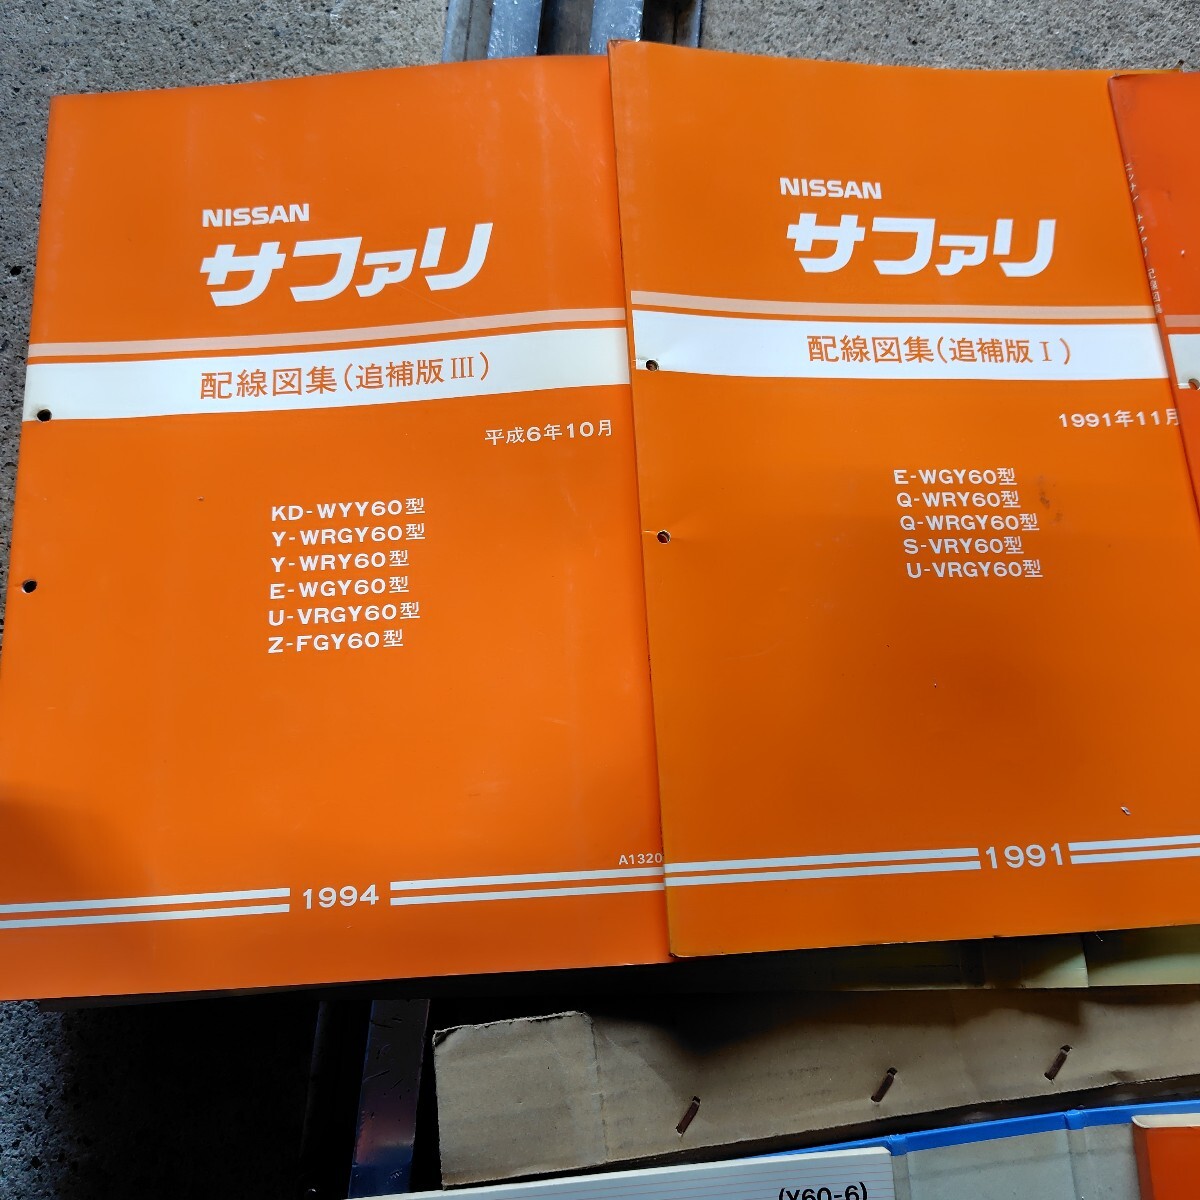 NISSAN
サファリ
配線図集(追補版III)
平成6年10月
KD-WYY60型
Y-WRGY60型
Y-WRY60型
E-WGY60型
U-VRGY60型
Z-FGY60型
A1320
1994
NISSAN
サファリ
配線図集(追補版I)
1991年11月
E-WGY60型
Q-WRY60型
Q-WRGY60型
S-VRY60型
U-VRGY60型
1991
配線図集
(Y60-6)